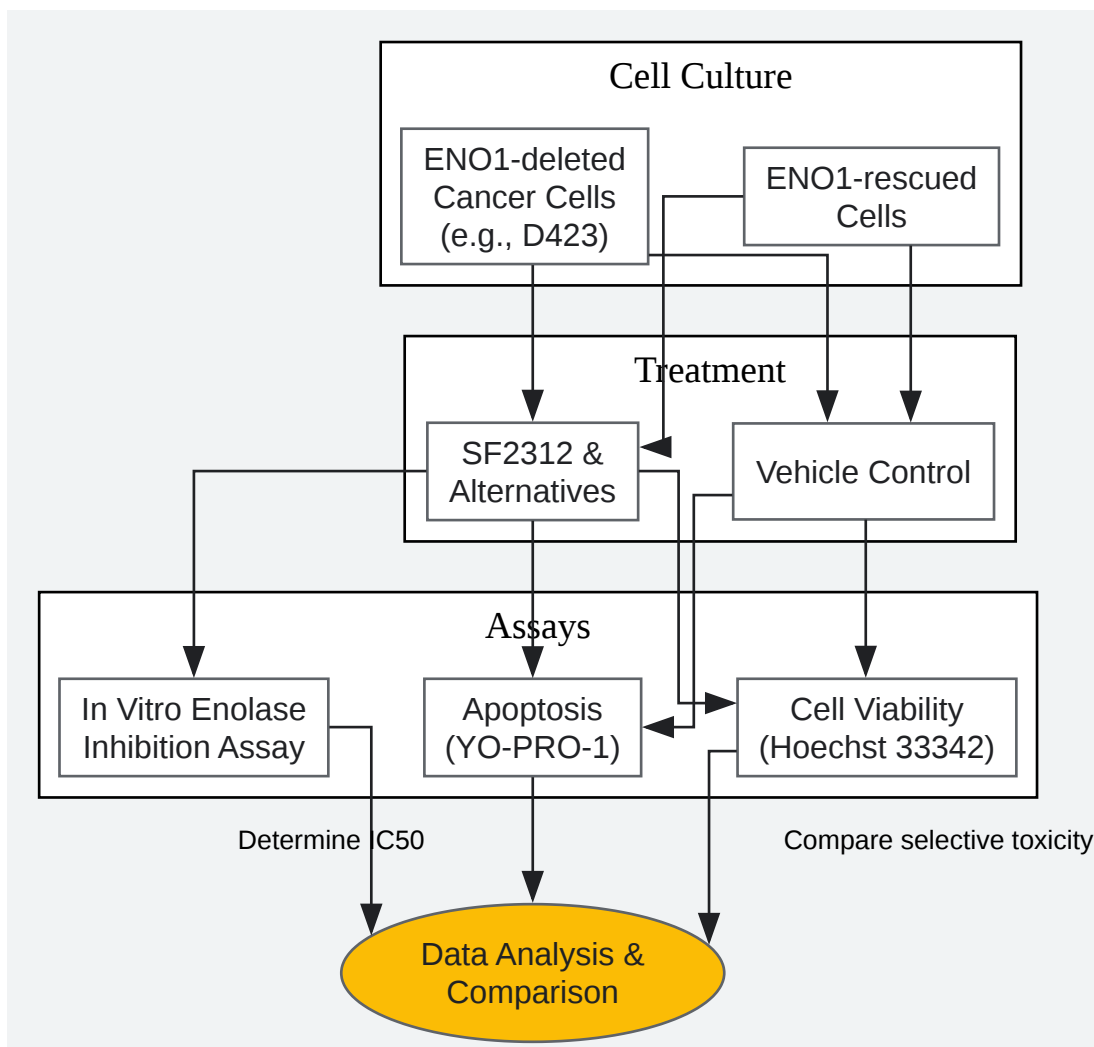 Cell Culture
ENO1-deleted
Cancer Cells
(e.g., D423)
ENO1-rescued
Cells
Treatment
SF2312 &
Alternatives
Vehicle Control
Assays
In Vitro Enolase
Inhibition Assay
Apoptosis
(YO-PRO-1)
Cell Viability
(Hoechst 33342)
Determine IC50
Compare selective toxicity
Data Analysis &
Comparison